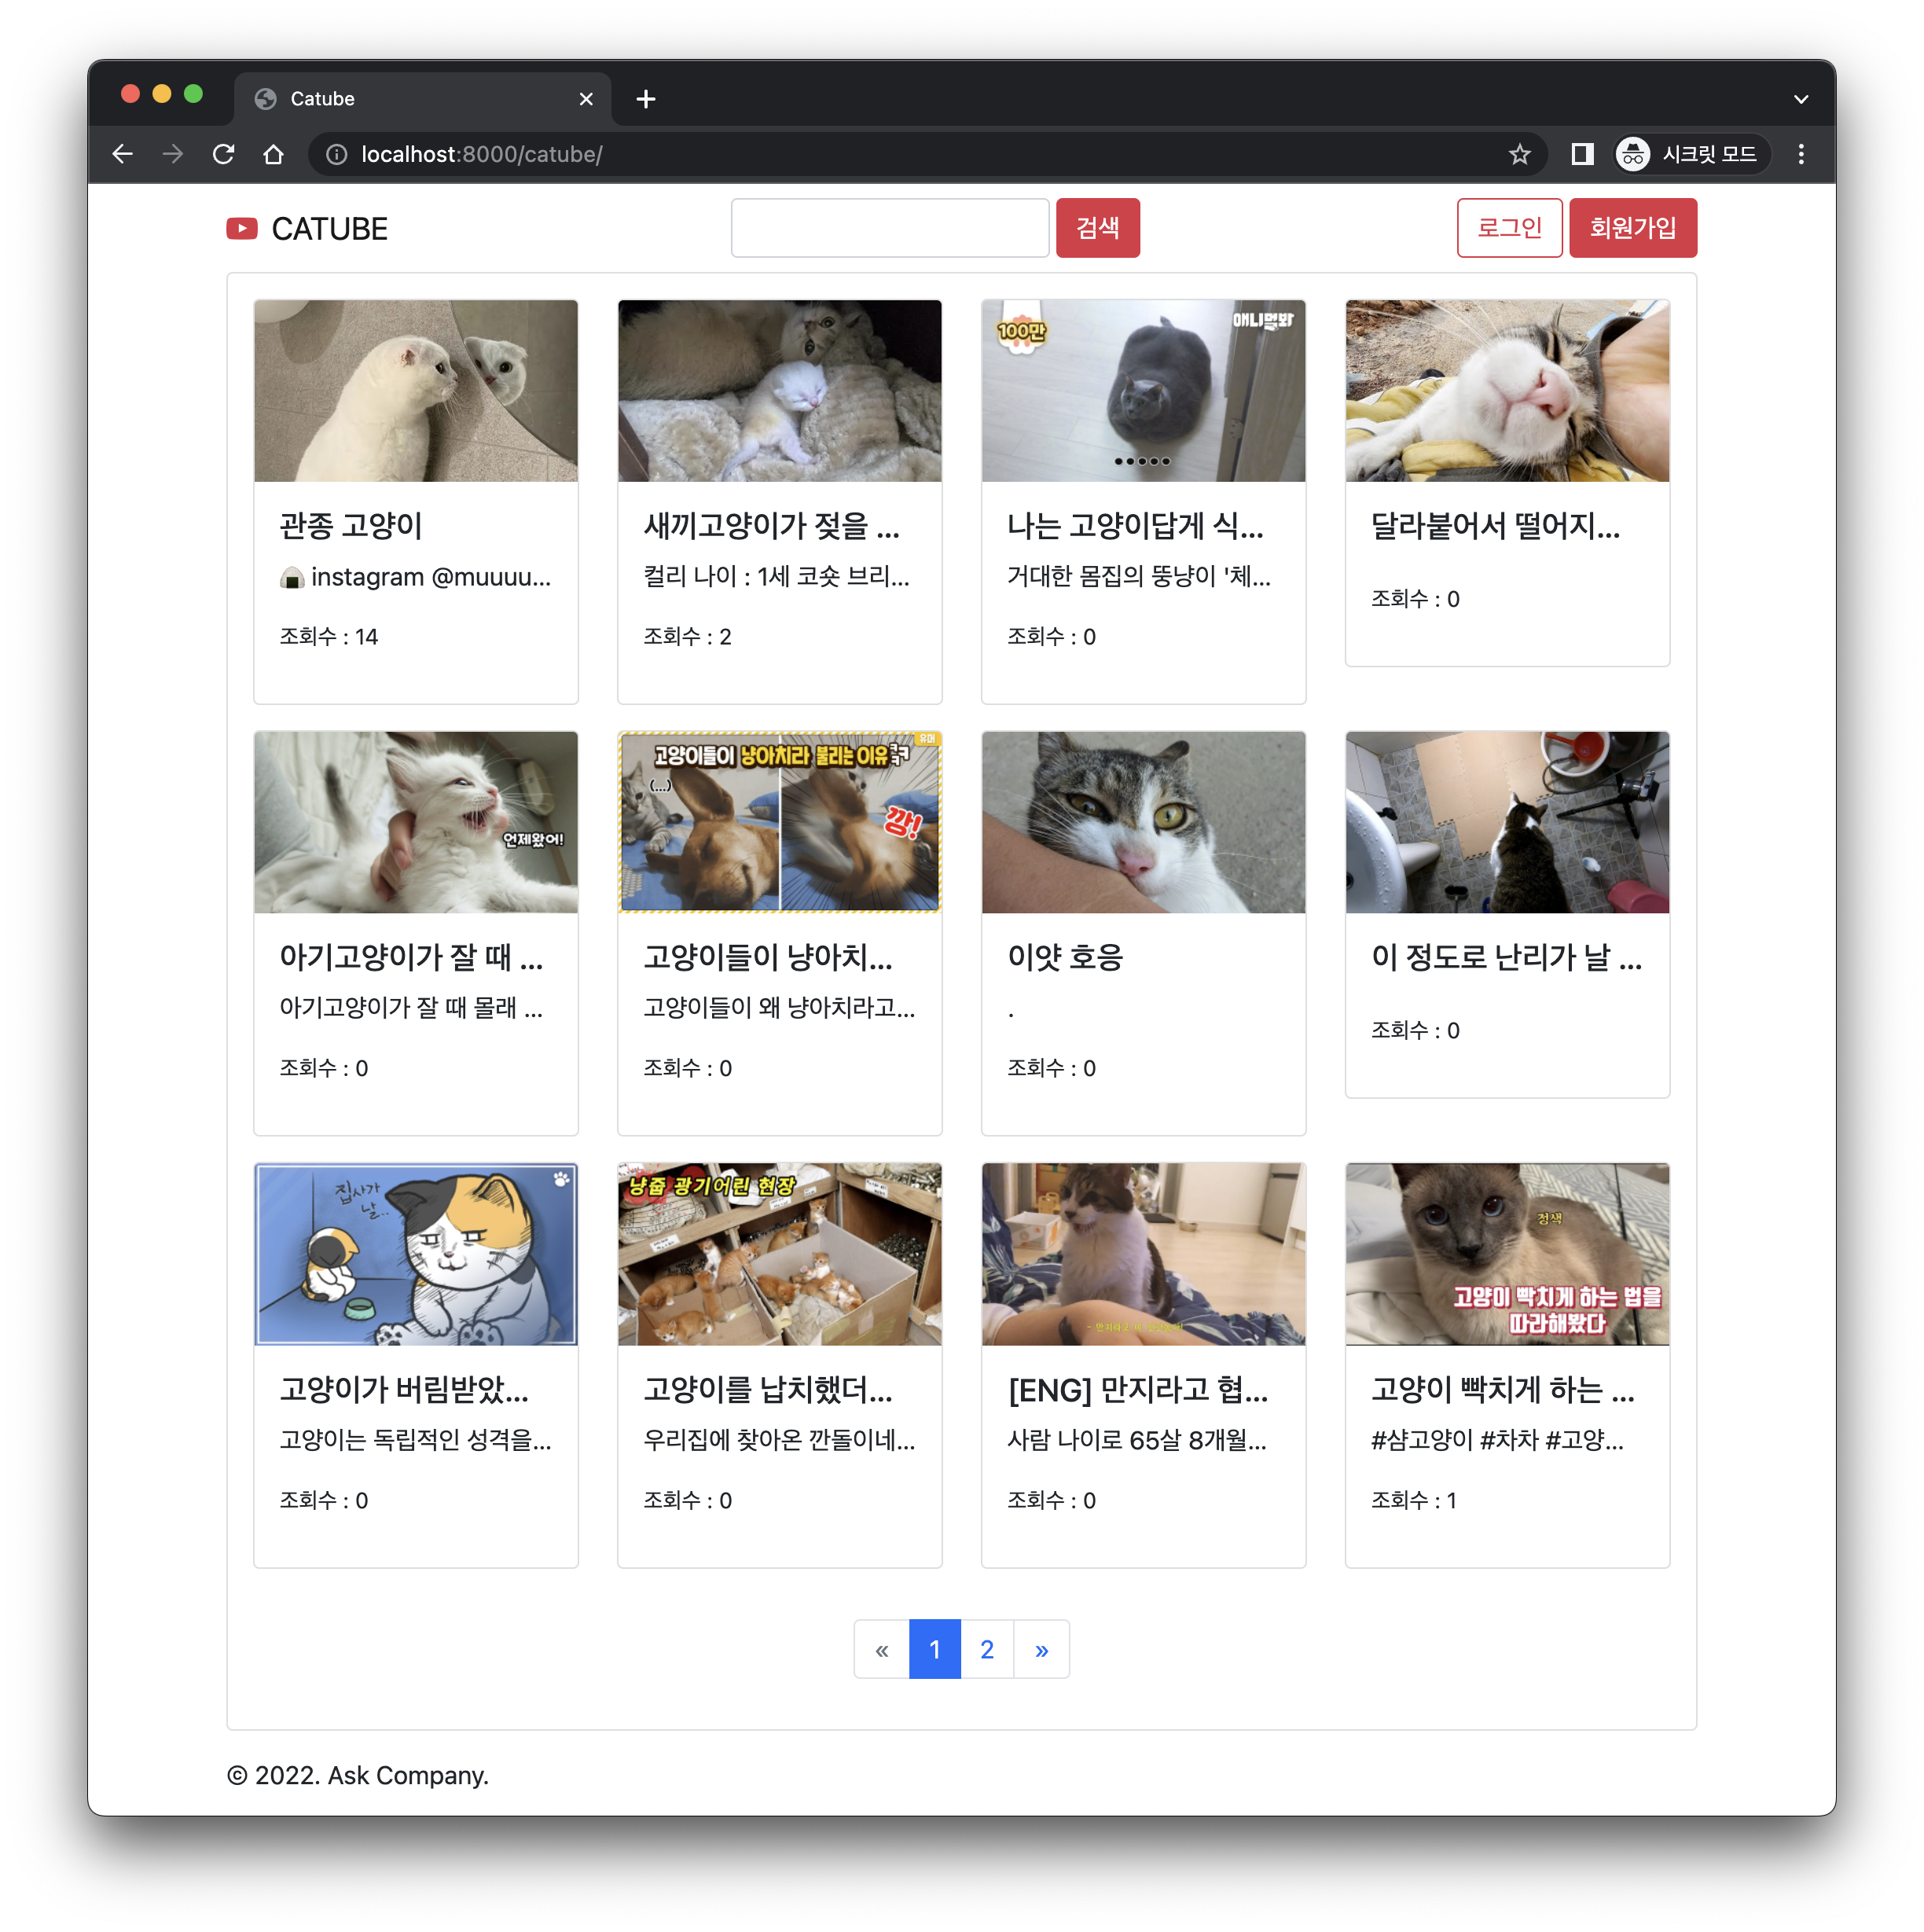 Catube
localhost:8000/catube/
시크릿 모드
CATUBE
검색
로그인
회원가입
100만
애니멀봐
관종 고양이
🍙 instagram @muuuu...
조회수 : 14
새끼고양이가 젖을 ...
컬리 나이 : 1세 코숏 브리...
조회수 : 2
나는 고양이답게 식...
거대한 몸집의 뚱냥이 '체...
조회수 : 0
달라붙어서 떨어지...
조회수 : 0
언제왔어!
아기고양이가 잘 때 ...
아기고양이가 잘 때 몰래 ...
조회수 : 0
유머
고양이들이 냥아치라 불리는 이유ㅋㅋ
(...)
깡!
고양이들이 냥아치...
고양이들이 왜 냥아치라고...
조회수 : 0
이얏 호응
.
조회수 : 0
이 정도로 난리가 날 ...
조회수 : 0
집사가
날..
고양이가 버림받았...
고양이는 독립적인 성격을...
조회수 : 0
냥줍 광기어린 현장
고양이를 납치했더...
우리집에 찾아온 깐돌이네...
조회수 : 0
[ENG] 만지라고 협...
사람 나이로 65살 8개월...
조회수 : 0
정색
고양이 빡치게 하는 법을
따라해봤다
고양이 빡치게 하는 ...
#샴고양이 #차차 #고양...
조회수 : 1
« 1 2 »
© 2022. Ask Company.